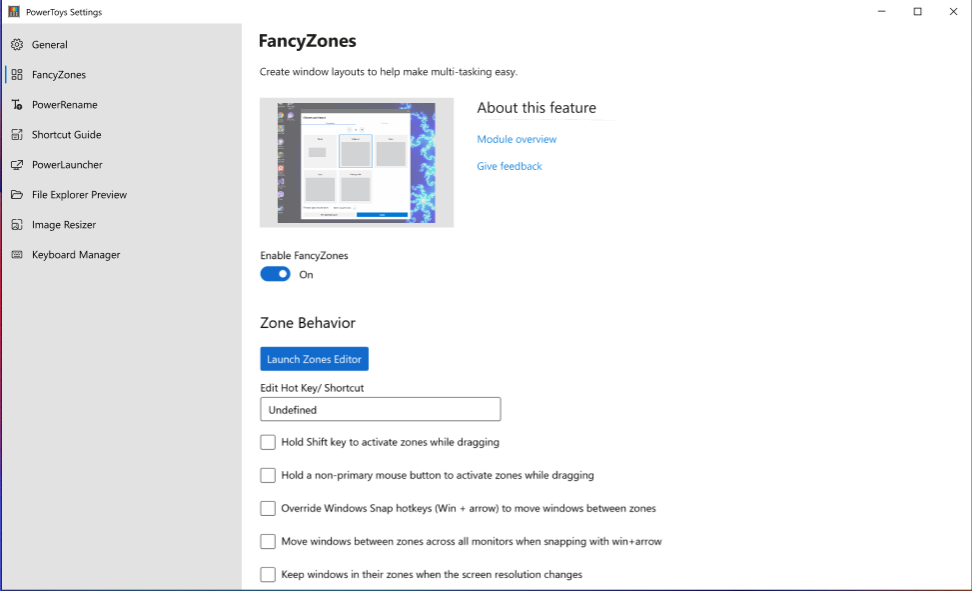 PowerToys Settings
General
FancyZones
PowerRename
Shortcut Guide
PowerLauncher
File Explorer Preview
Image Resizer
Keyboard Manager
FancyZones
Create window layouts to help make multi-tasking easy.
About this feature
Module overview
Give feedback
Enable FancyZones
On
Zone Behavior
Launch Zones Editor
Edit Hot Key/ Shortcut
Undefined
Hold Shift key to activate zones while dragging
Hold a non-primary mouse button to activate zones while dragging
Override Windows Snap hotkeys (Win + arrow) to move windows between zones
Move windows between zones across all monitors when snapping with win+arrow
Keep windows in their zones when the screen resolution changes